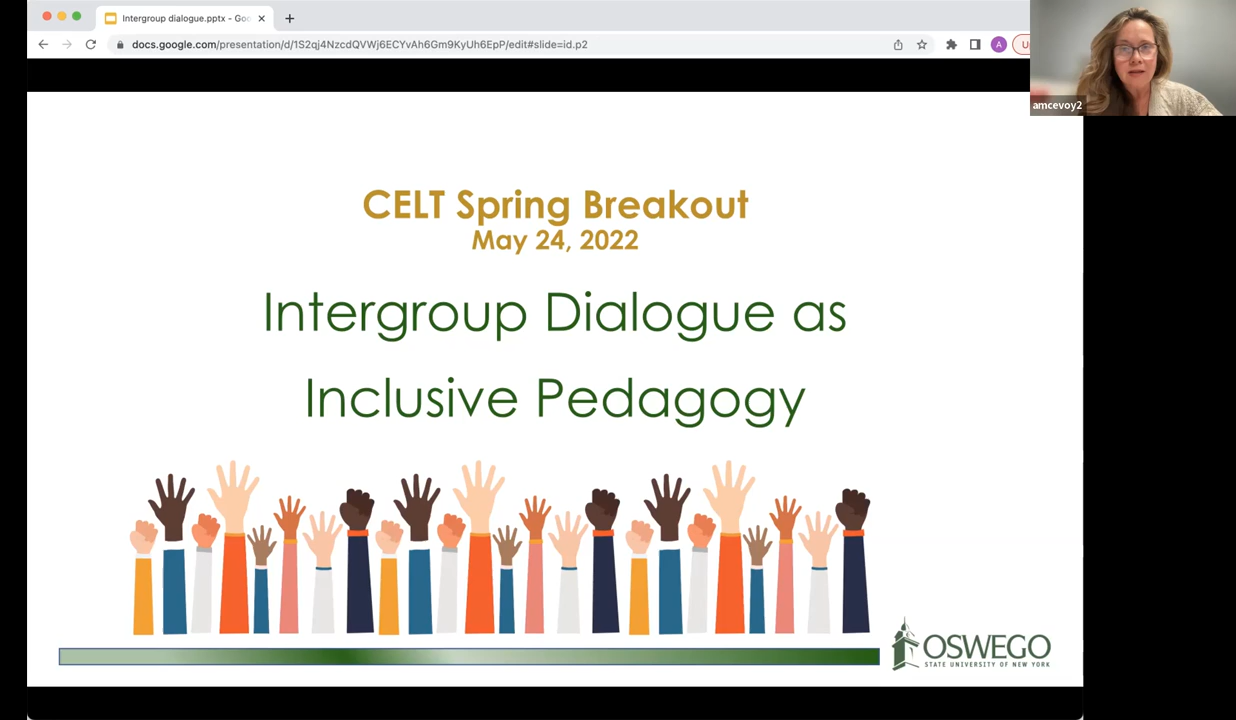 Intergroup dialogue.pptx - Goo
docs.google.com/presentation/d/1S2qj4NzcdQVWj6ECYvAh6Gm9KyUh6EpP/edit#slide=id.p2
A
amcevoy2
CELT Spring Breakout
May 24, 2022
Intergroup Dialogue as
Inclusive Pedagogy
OSWEGO
STATE UNIVERSITY OF NEW YORK